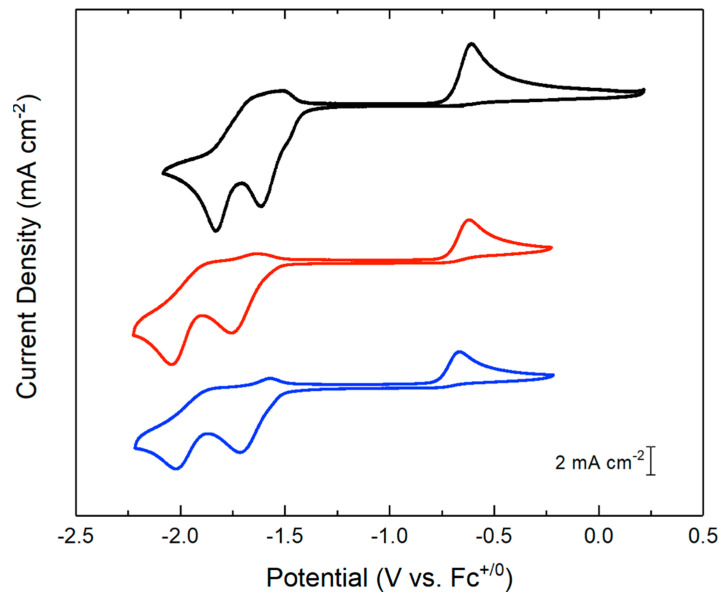 Current Density (mA cm-2)
2 mA cm-2
-2.5 -2.0 -1.5 -1.0 -0.5 0.0 0.5
Potential (V vs. Fc+/0)